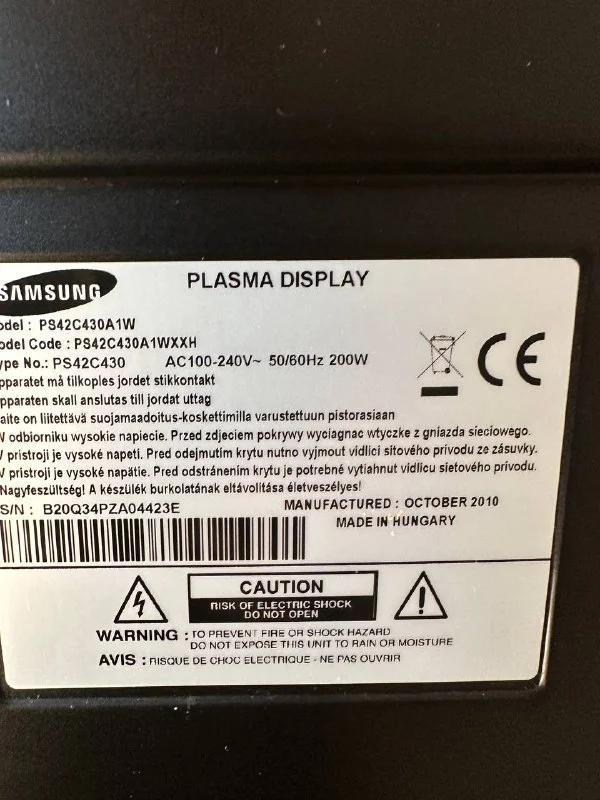 SAMSUNG
PLASMA DISPLAY
odel : PS42C430A1W
odel Code : PS42C430A1WXXH
ype No.: PS42C430 AC100-240V~ 50/60Hz 200W
pparatet må tilkoples jordet stikkontakt
pparaten skall anslutas till jordat uttag
aite on liitettävä suojamaadoitus-koskettimilla varustettuun pistorasiaan
W odbiorniku wysokie napiecie. Przed zdjeciem pokrywy wyciagnac wtyczke z gniazda sieciowego.
V pristroji je vysoké napeti. Pred odejmutím krytu nutno vyjmout vidlici sitového prívodu ze zásuvky.
V pristroji je vysoké napätie. Pred odstránením krytu je potrebné vytiahnut vidlicu sietového prívodu.
Nagyfeszültség! A készülék burkolatának eltávolítása életveszélyes!
S/N : B20Q34PZA04423E
MANUFACTURED : OCTOBER 2010
MADE IN HUNGARY
CE
CAUTION
RISK OF ELECTRIC SHOCK
DO NOT OPEN
WARNING : TO PREVENT FIRE OR SHOCK HAZARD
DO NOT EXPOSE THIS UNIT TO RAIN OR MOISTURE
AVIS : RISQUE DE CHOC ELECTRIQUE - NE PAS OUVRIR